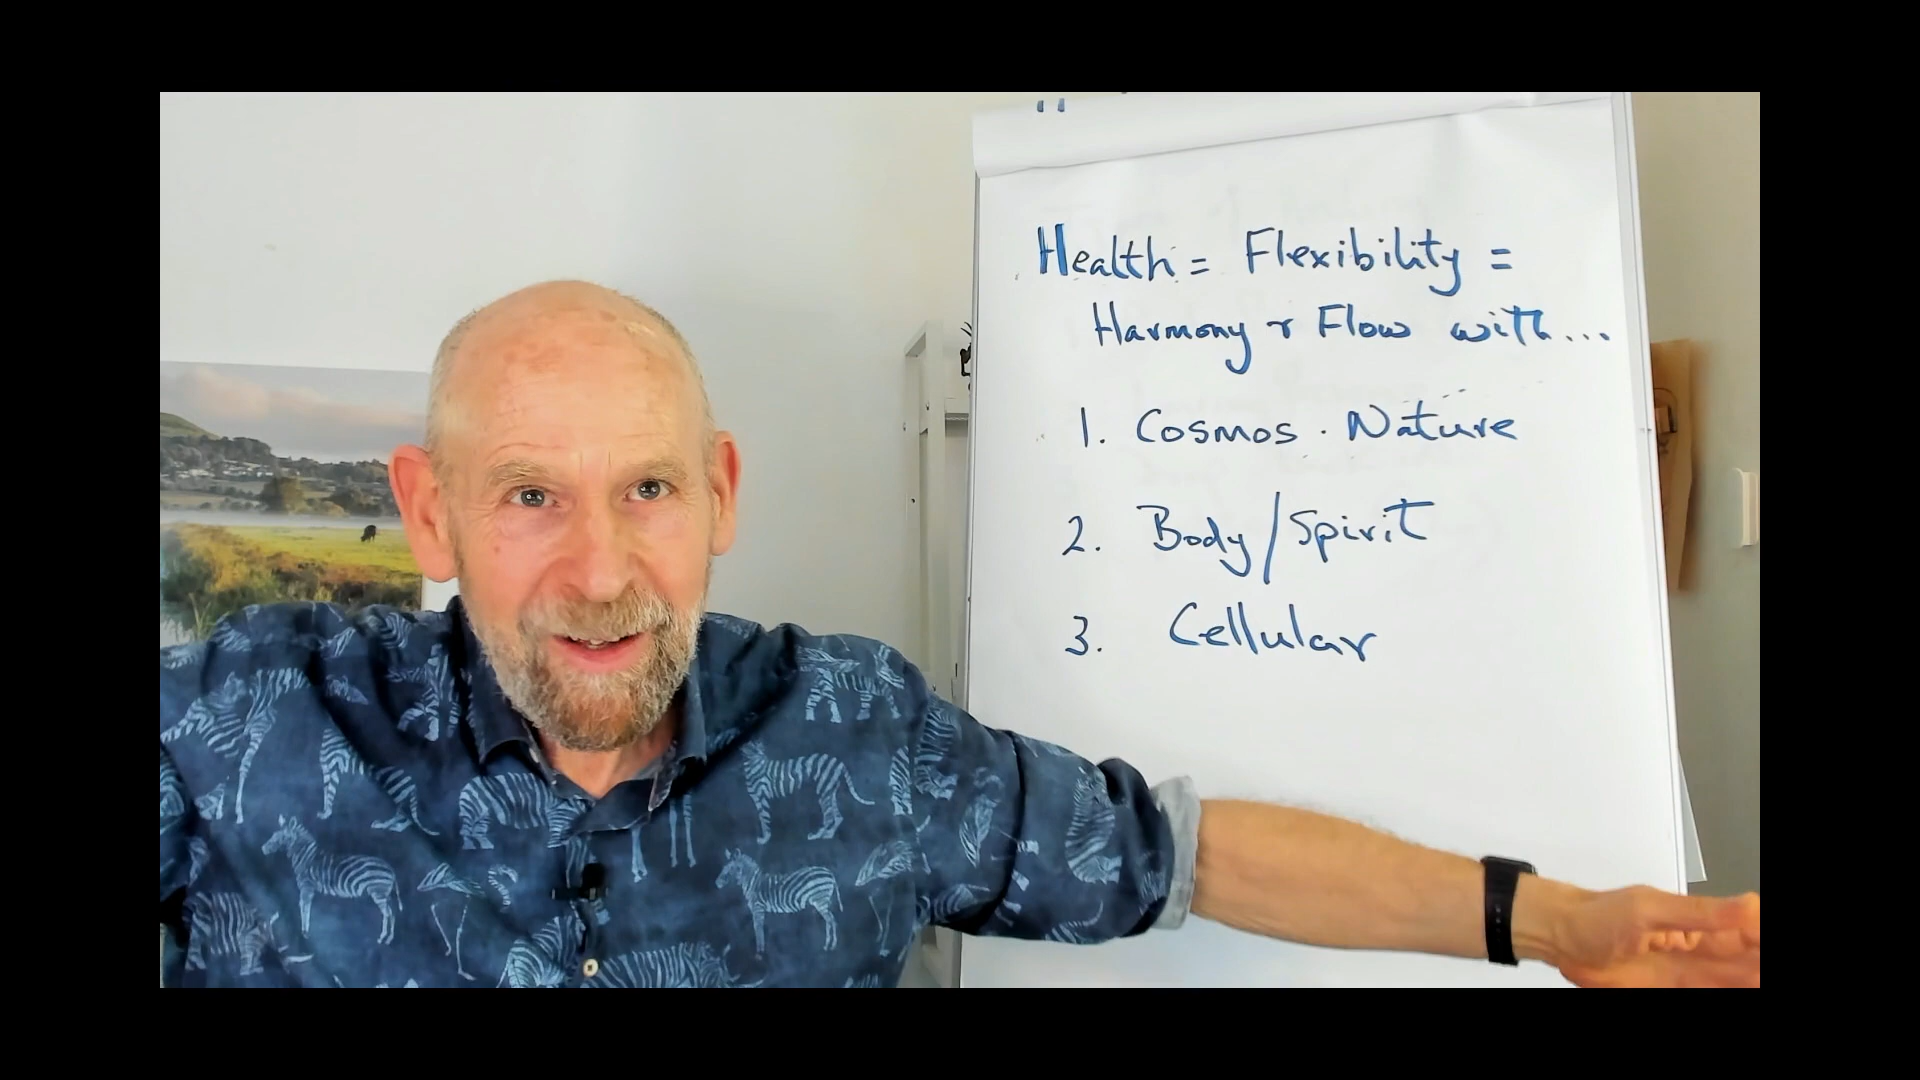 Health = Flexibility =
Harmony & Flow with...
1. Cosmos · Nature
2. Body/Spirit
3. Cellular